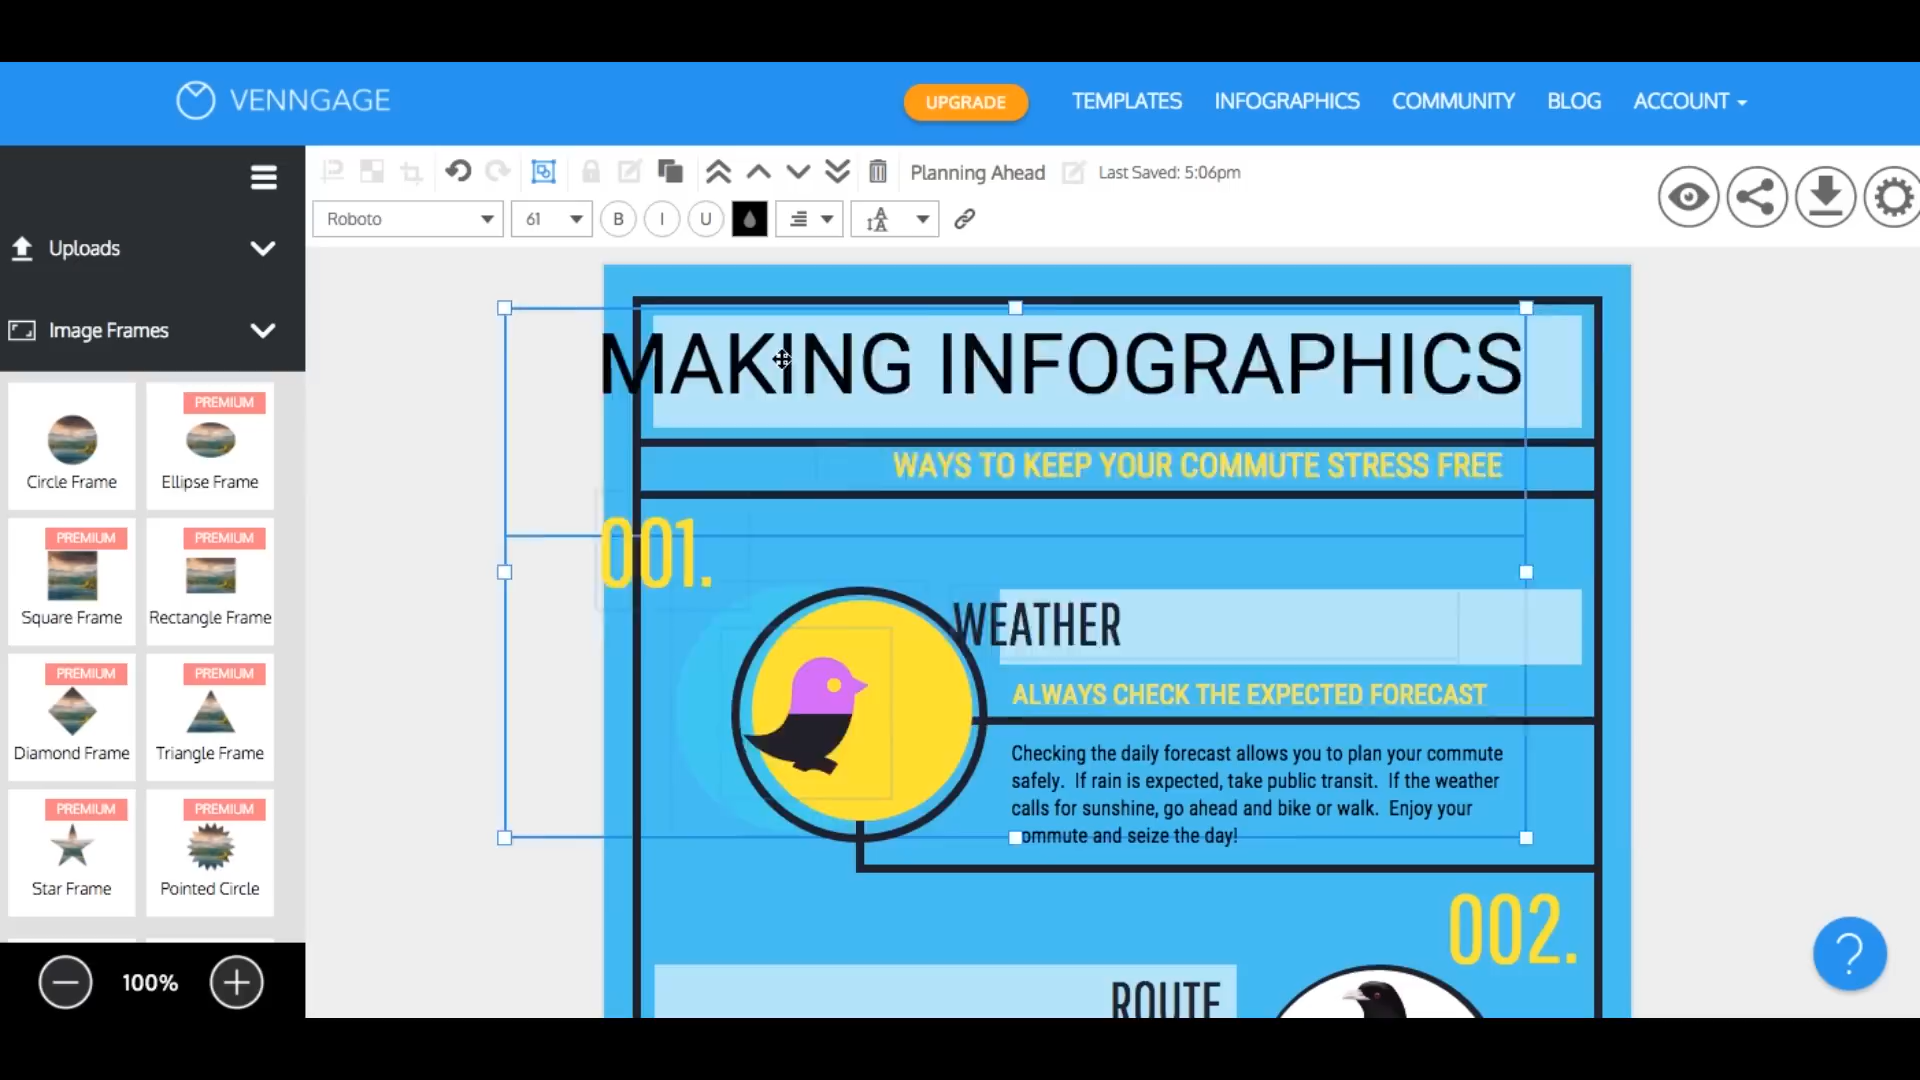 VENNGAGE
UPGRADE
TEMPLATES
INFOGRAPHICS
COMMUNITY
BLOG
ACCOUNT
Planning Ahead
Last Saved: 5:06pm
Roboto
61
B
I
U
Uploads
Image Frames
PREMIUM
Circle Frame
Ellipse Frame
PREMIUM
PREMIUM
Square Frame
Rectangle Frame
PREMIUM
PREMIUM
Diamond Frame
Triangle Frame
PREMIUM
PREMIUM
Star Frame
Pointed Circle
100%
MAKING INFOGRAPHICS
WAYS TO KEEP YOUR COMMUTE STRESS FREE
001.
WEATHER
ALWAYS CHECK THE EXPECTED FORECAST
Checking the daily forecast allows you to plan your commute
safely. If rain is expected, take public transit. If the weather
calls for sunshine, go ahead and bike or walk. Enjoy your
ommute and seize the day!
002.
ROUTE
?